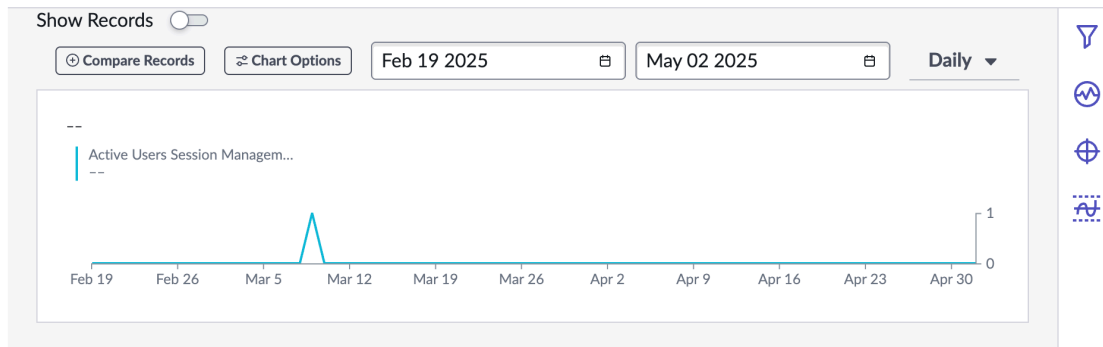 Show Records
Compare Records Chart Options Feb 19 2025 May 02 2025 Daily
--
Active Users Session Managem...
--
1
0
Feb 19 Feb 26 Mar 5 Mar 12 Mar 19 Mar 26 Apr 2 Apr 9 Apr 16 Apr 23 Apr 30